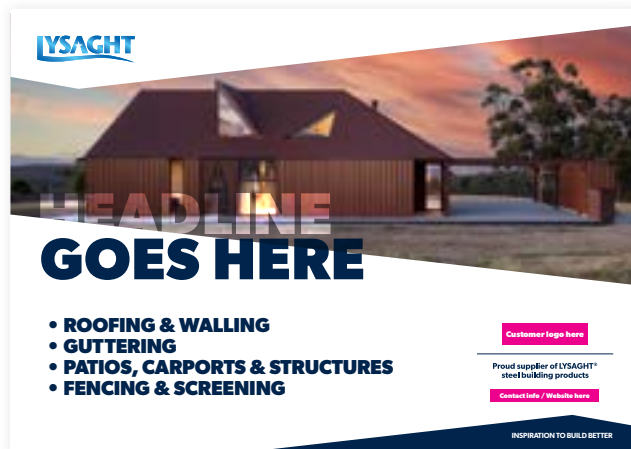 LYSAGHT
HEADLINE
GOES HERE
• ROOFING & WALLING
• GUTTERING
• PATIOS, CARPORTS & STRUCTURES
• FENCING & SCREENING
Customer logo here
Proud supplier of LYSAGHT®
steel building products
Contact info / Website here
INSPIRATION TO BUILD BETTER